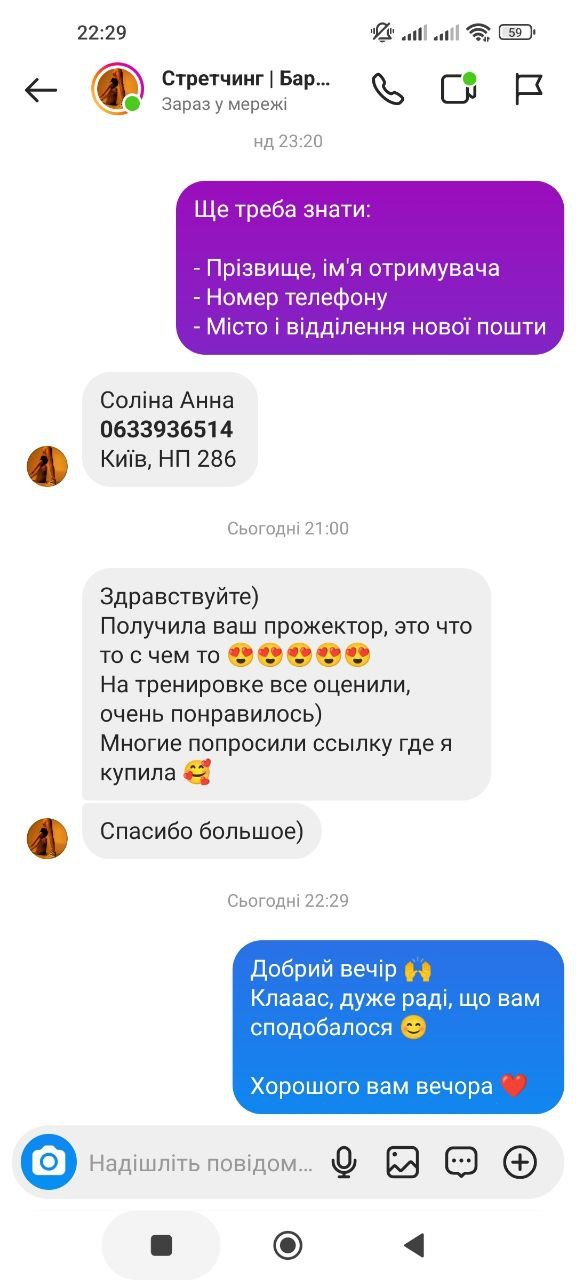 22:29
59
Стретчинг | Бар...
Зараз у мережі
нд 23:20
Ще треба знати:
- Прізвище, ім'я отримувача
- Номер телефону
- Місто і відділення нової пошти
Соліна Анна
0633936514
Київ, НП 286
Сьогодні 21:00
Здравствуйте)
Получила ваш прожектор, это что
то с чем то 😍😍😍😍😍
На тренировке все оценили,
очень понравилось)
Многие попросили ссылку где я
купила 🥰
Спасибо большое)
Сьогодні 22:29
Добрий вечір 🙌
Клааас, дуже раді, що вам
сподобалося 😊
Хорошого вам вечора ❤️
Надішліть повідом...